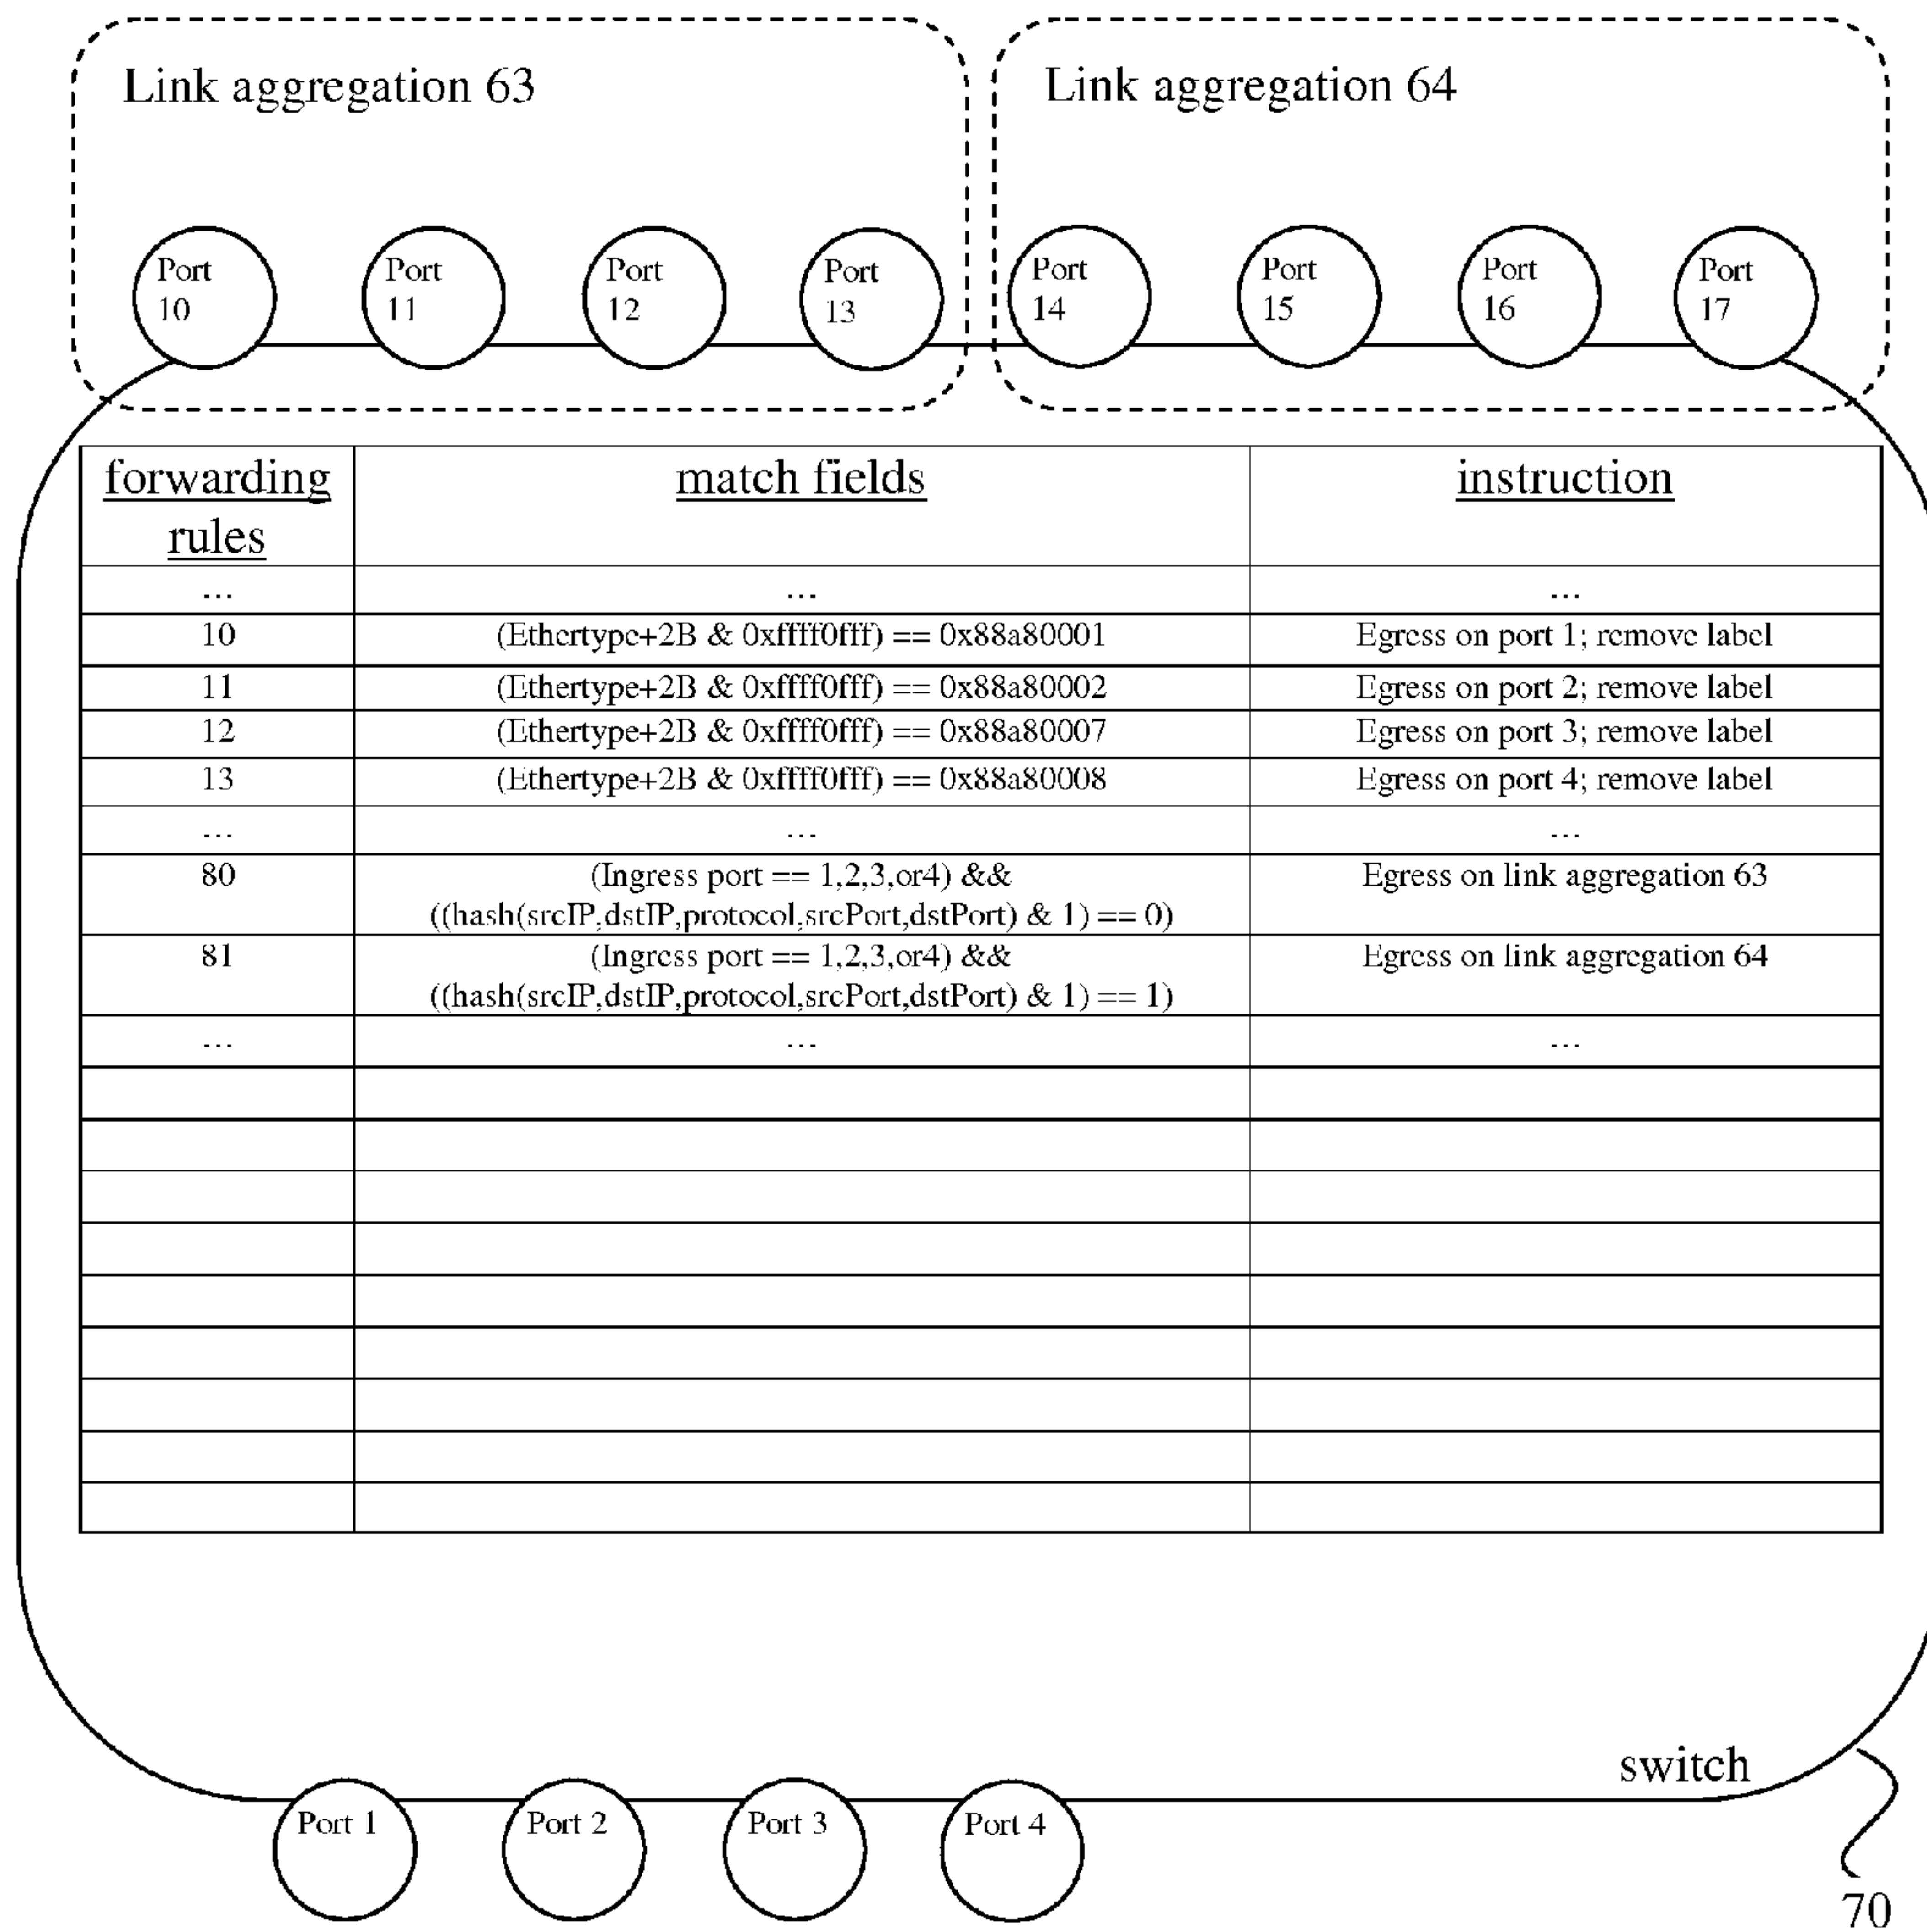 Link aggregation 63
Link aggregation 64
Port
10
Port
11
Port
12
Port
13
Port
14
Port
15
Port
16
Port
17
forwarding rules match fields instruction
... ... ...
10 (Ethertype+2B & 0xffff0fff) == 0x88a80001 Egress on port 1; remove label
11 (Ethertype+2B & 0xffff0fff) == 0x88a80002 Egress on port 2; remove label
12 (Ethertype+2B & 0xffff0fff) == 0x88a80007 Egress on port 3; remove label
13 (Ethertype+2B & 0xffff0fff) == 0x88a80008 Egress on port 4; remove label
... ... ...
80 (Ingress port == 1,2,3,or4) && Egress on link aggregation 63
((hash(srcIP,dstIP,protocol,srcPort,dstPort) & 1) == 0)
81 (Ingress port == 1,2,3,or4) && Egress on link aggregation 64
((hash(srcIP,dstIP,protocol,srcPort,dstPort) & 1) == 1)
... ... ...
switch
Port 1
Port 2
Port 3
Port 4
70